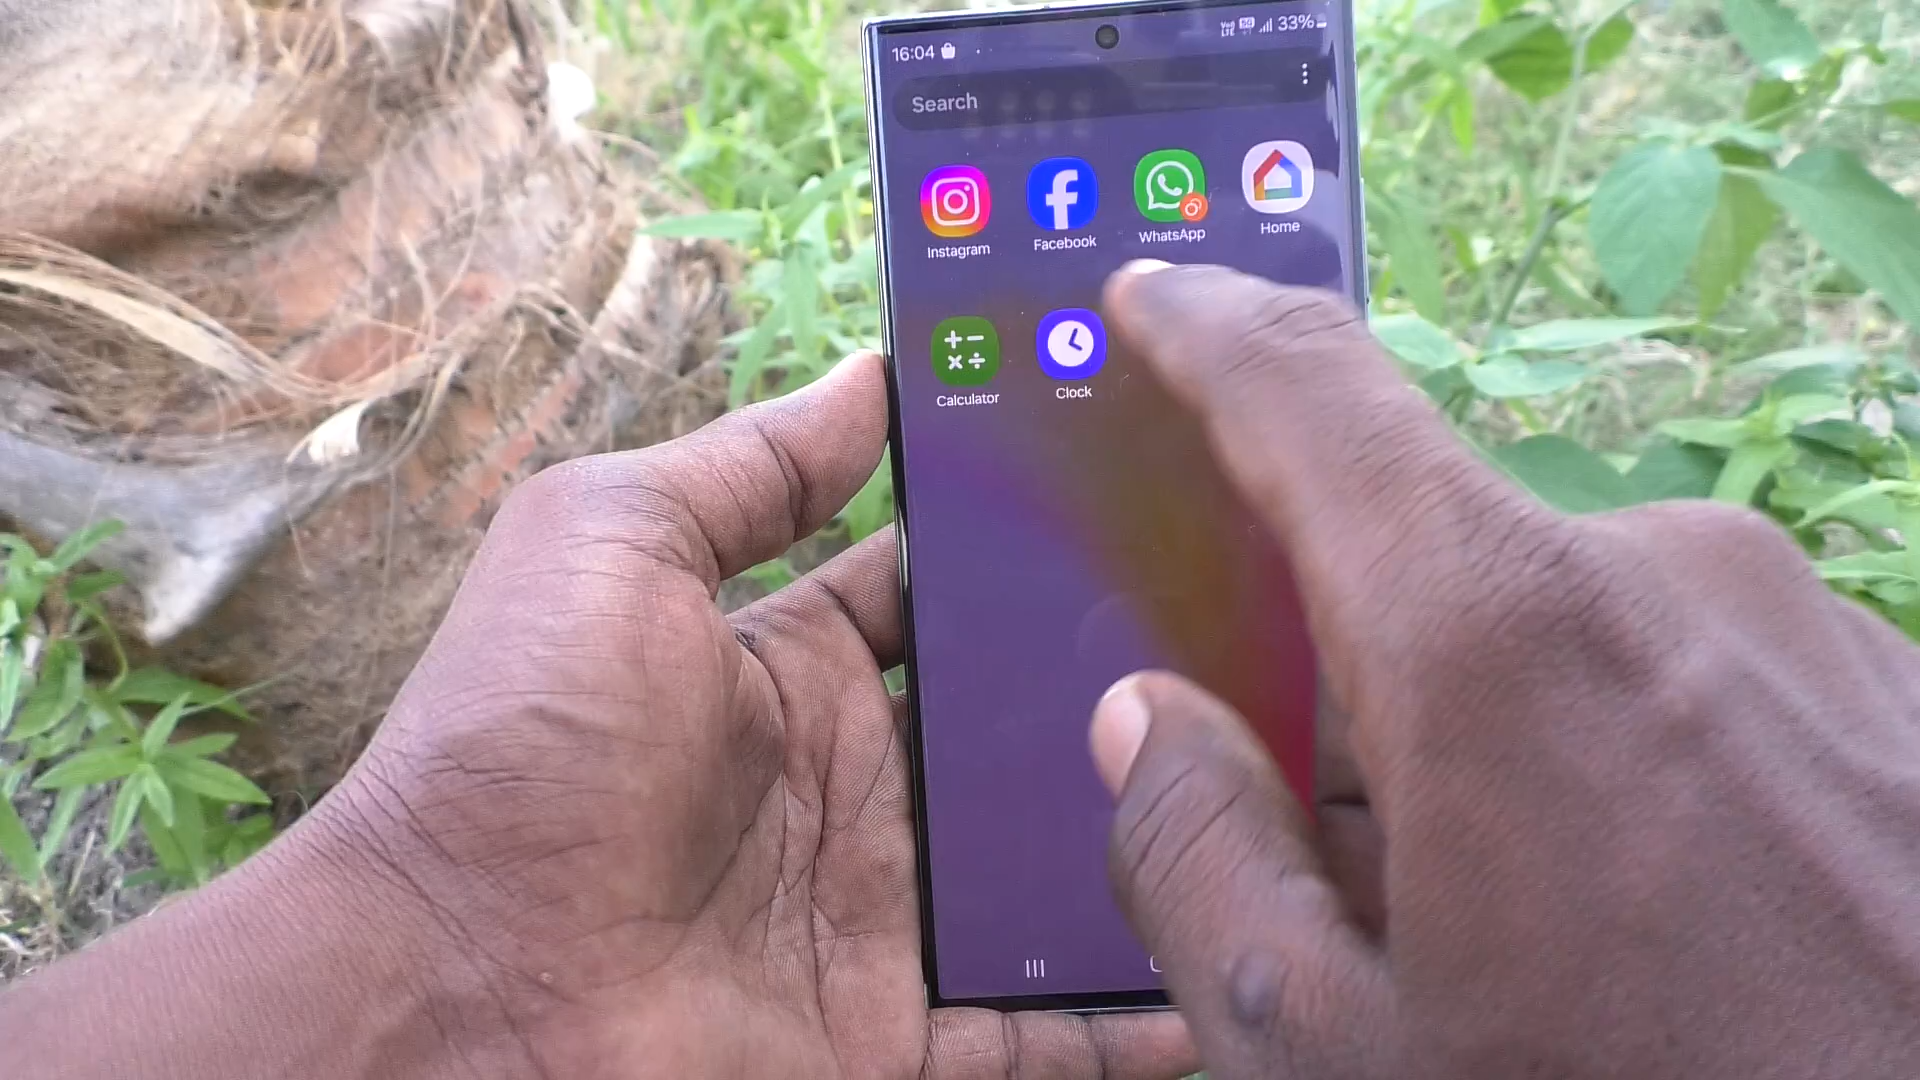 16:04
33%
Search
Instagram
Facebook
WhatsApp
Home
Calculator
Clock